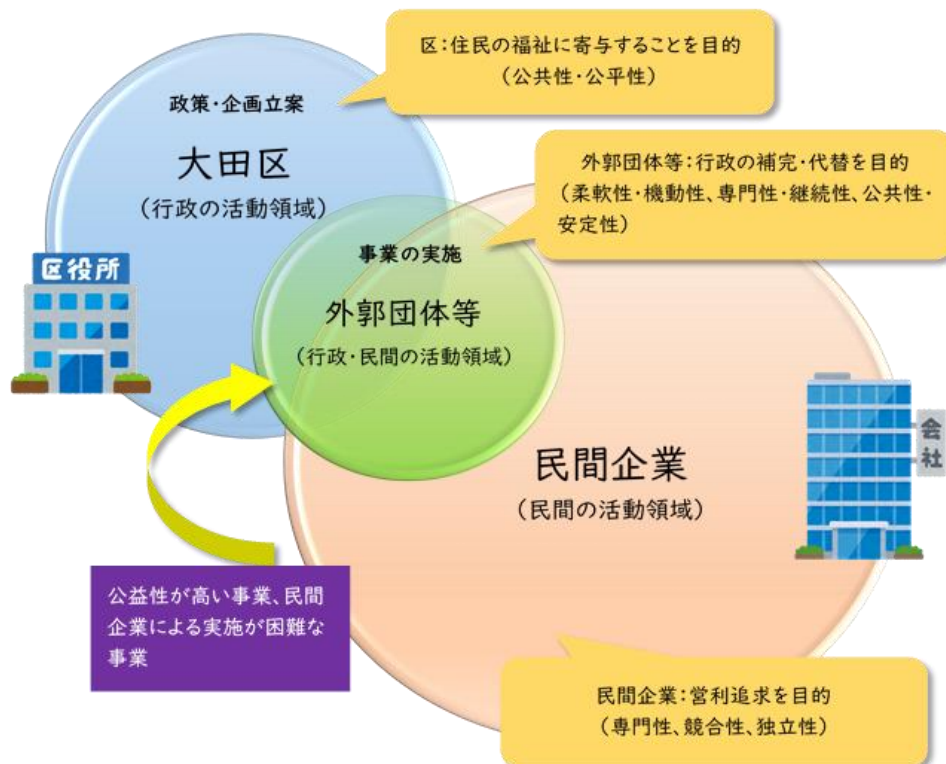 区:住民の福祉に寄与することを目的
(公共性・公平性)
政策・企画立案
大田区
(行政の活動領域)
外郭団体等:行政の補完・代替を目的
(柔軟性・機動性、専門性・継続性、公共性・
安定性)
区役所
事業の実施
外郭団体等
(行政・民間の活動領域)
会社
民間企業
(民間の活動領域)
公益性が高い事業、民間
企業による実施が困難な
事業
民間企業:営利追求を目的
(専門性、競合性、独立性)